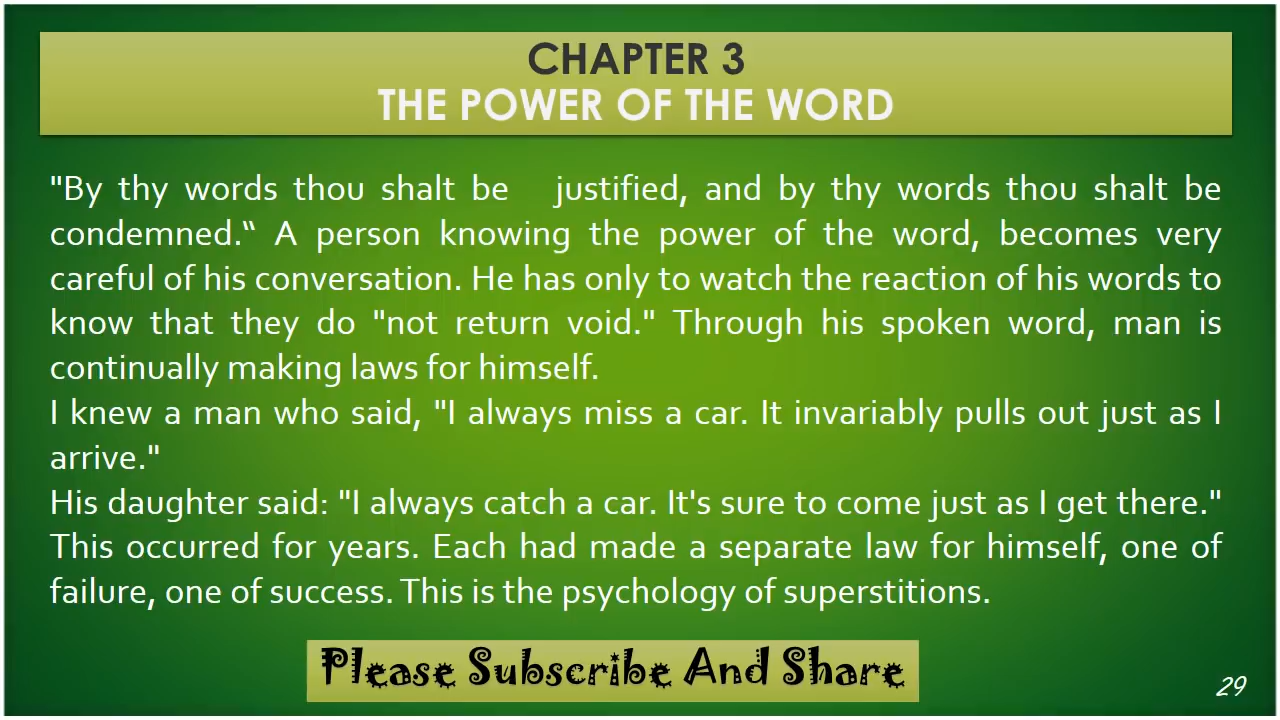 CHAPTER 3
THE POWER OF THE WORD
"By thy words thou shalt be justified, and by thy words thou shalt be
condemned.“ A person knowing the power of the word, becomes very
careful of his conversation. He has only to watch the reaction of his words to
know that they do "not return void." Through his spoken word, man is
continually making laws for himself.
I knew a man who said, "I always miss a car. It invariably pulls out just as I
arrive."
His daughter said: "I always catch a car. It's sure to come just as I get there."
This occurred for years. Each had made a separate law for himself, one of
failure, one of success. This is the psychology of superstitions.
Please Subscribe And Share
29